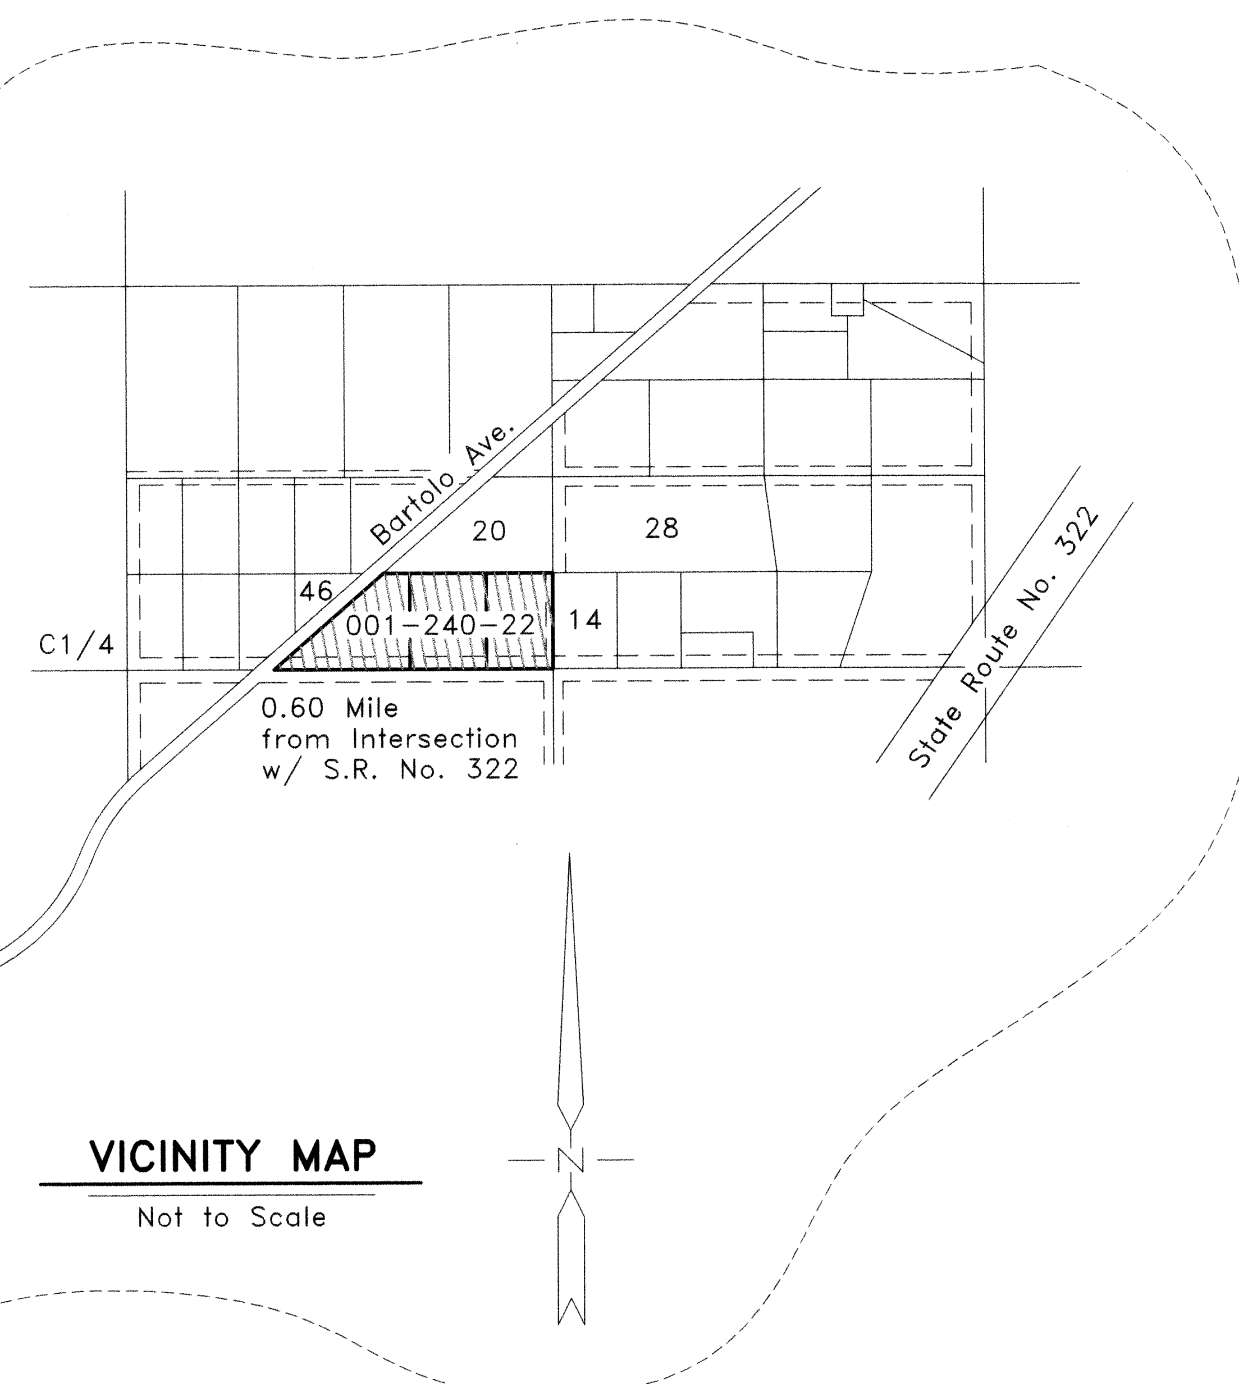 Bartolo Ave.
20
28
46
001-240-22
14
C1/4
State Route No. 322
0.60 Mile
from Intersection
w/ S.R. No. 322
N
VICINITY MAP
Not to Scale